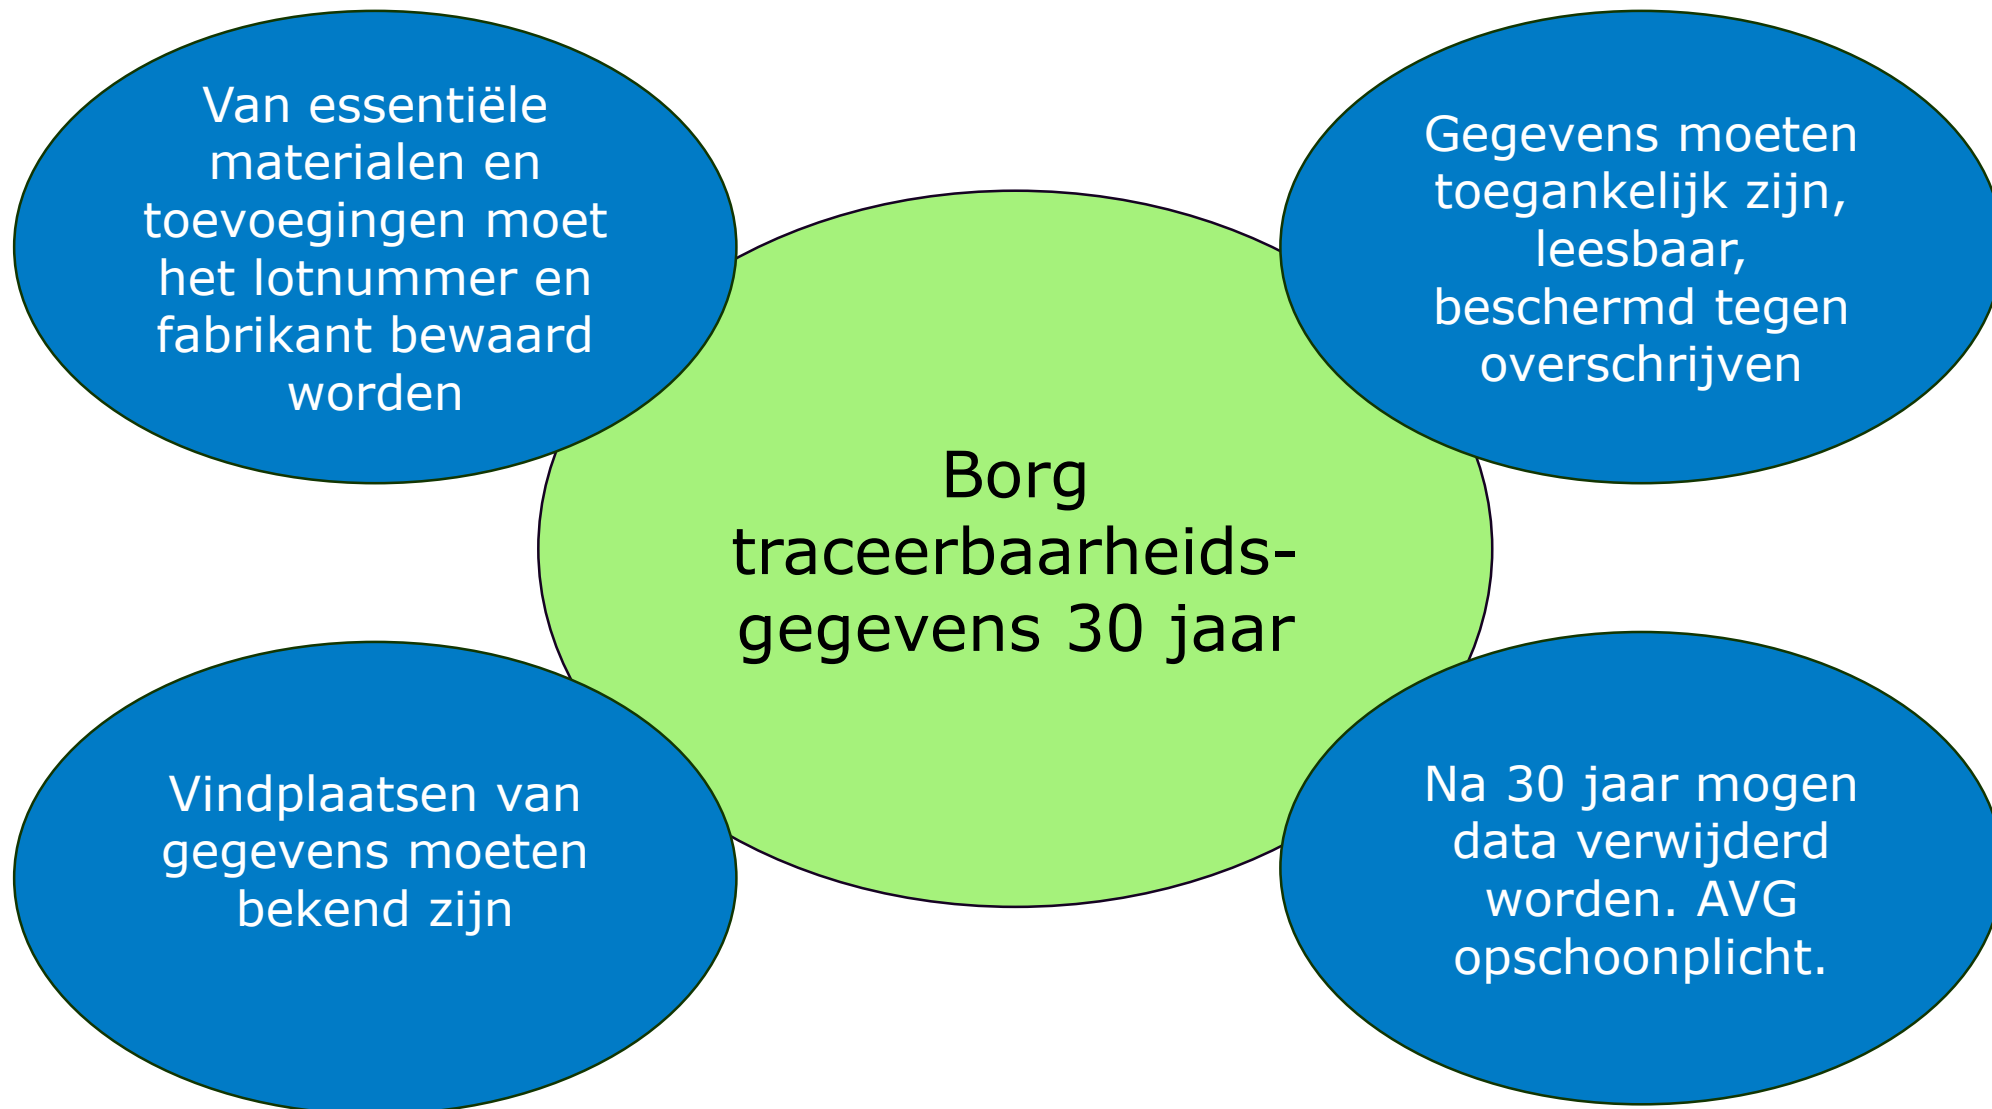 Van essentiële
materialen en
toevoegingen moet
het lotnummer en
fabrikant bewaard
worden
Gegevens moeten
toegankelijk zijn,
leesbaar,
beschermd tegen
overschrijven
Borg
traceerbaarheids-
gegevens 30 jaar
Vindplaatsen van
gegevens moeten
bekend zijn
Na 30 jaar mogen
data verwijderd
worden. AVG
opschoonplicht.